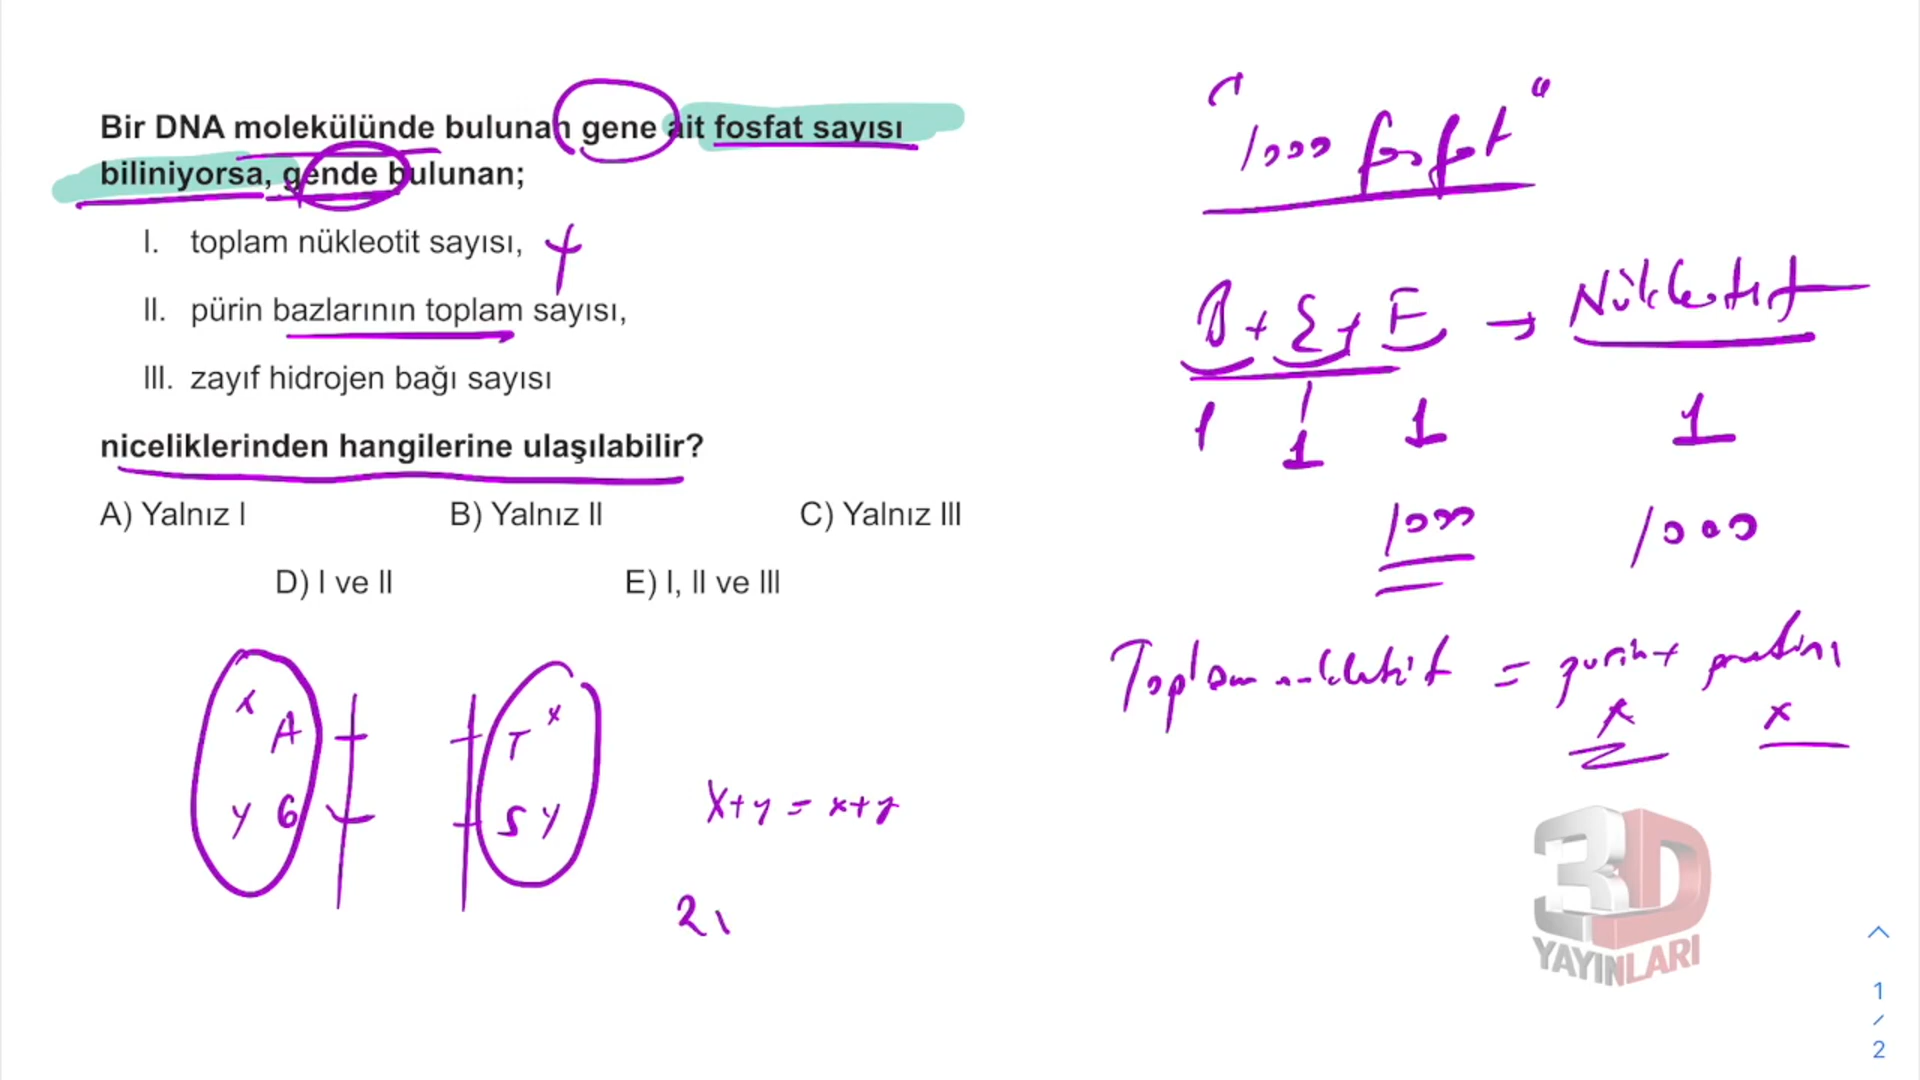 Bir DNA molekülünde bulunan gene ait fosfat sayısı
biliniyorsa, gende bulunan;
I. toplam nükleotit sayısı, +
II. pürin bazlarının toplam sayısı,
III. zayıf hidrojen bağı sayısı
niceliklerinden hangilerine ulaşılabilir?
A) Yalnız I B) Yalnız II C) Yalnız III
D) I ve II E) I, II ve III
x A T x
y G S y
x+y = x+y
2
" 1000 fosfat "
B + Ş + F → Nükleotit
1 1 1 1
1000 1000
Toplam nükleotit = pürin +
x x
3D
YAYINLARI
1
/
2